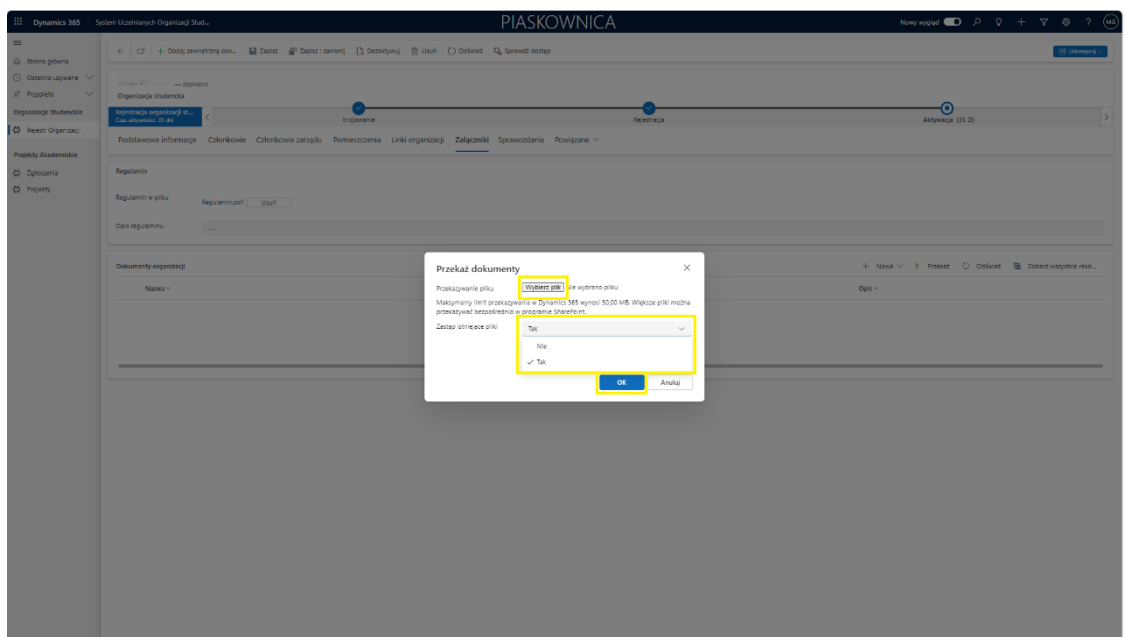 Dynamics 365 System Uczelnianych Organizacji Stud...
PIASKOWNICA
Nowy wygląd
MG
Strona główna
Ostatnio używane
Przypięte
Organizacje Studenckie
Rejestr Organizacji
Projekty Akademickie
Zgłoszenia
Projekty
Dodaj zewnętrzną oso... Zapisz Zapisz i zamknij Dezaktywuj Usuń Odśwież Sprawdź dostęp
Udostępnij
— zapisano
Organizacja studencka
Rejestracja organizacji st...
Czas aktywności: 35 dni
Inicjowanie
Rejestracja
Aktywacja (35 D)
Podstawowe informacje Członkowie Członkowie zarządu Pomieszczenia Linki organizacji Załączniki Sprawozdania Powiązane
Regulamin
Regulamin w pliku
Regulamin.pdf Usuń
Opis regulaminu
---
Dokumenty organizacji
Nowe Przekaż Odśwież Zobacz wszystkie reko...
Nazwa
Opis
Przekaż dokumenty
Przekazywanie pliku Wybierz plik Nie wybrano pliku
Maksymalny limit przekazywania w Dynamics 365 wynosi 50,00 MB. Większe pliki można
przekazywać bezpośrednio w programie SharePoint.
Zastąp istniejące pliki
Tak
Nie
Tak
OK Anuluj